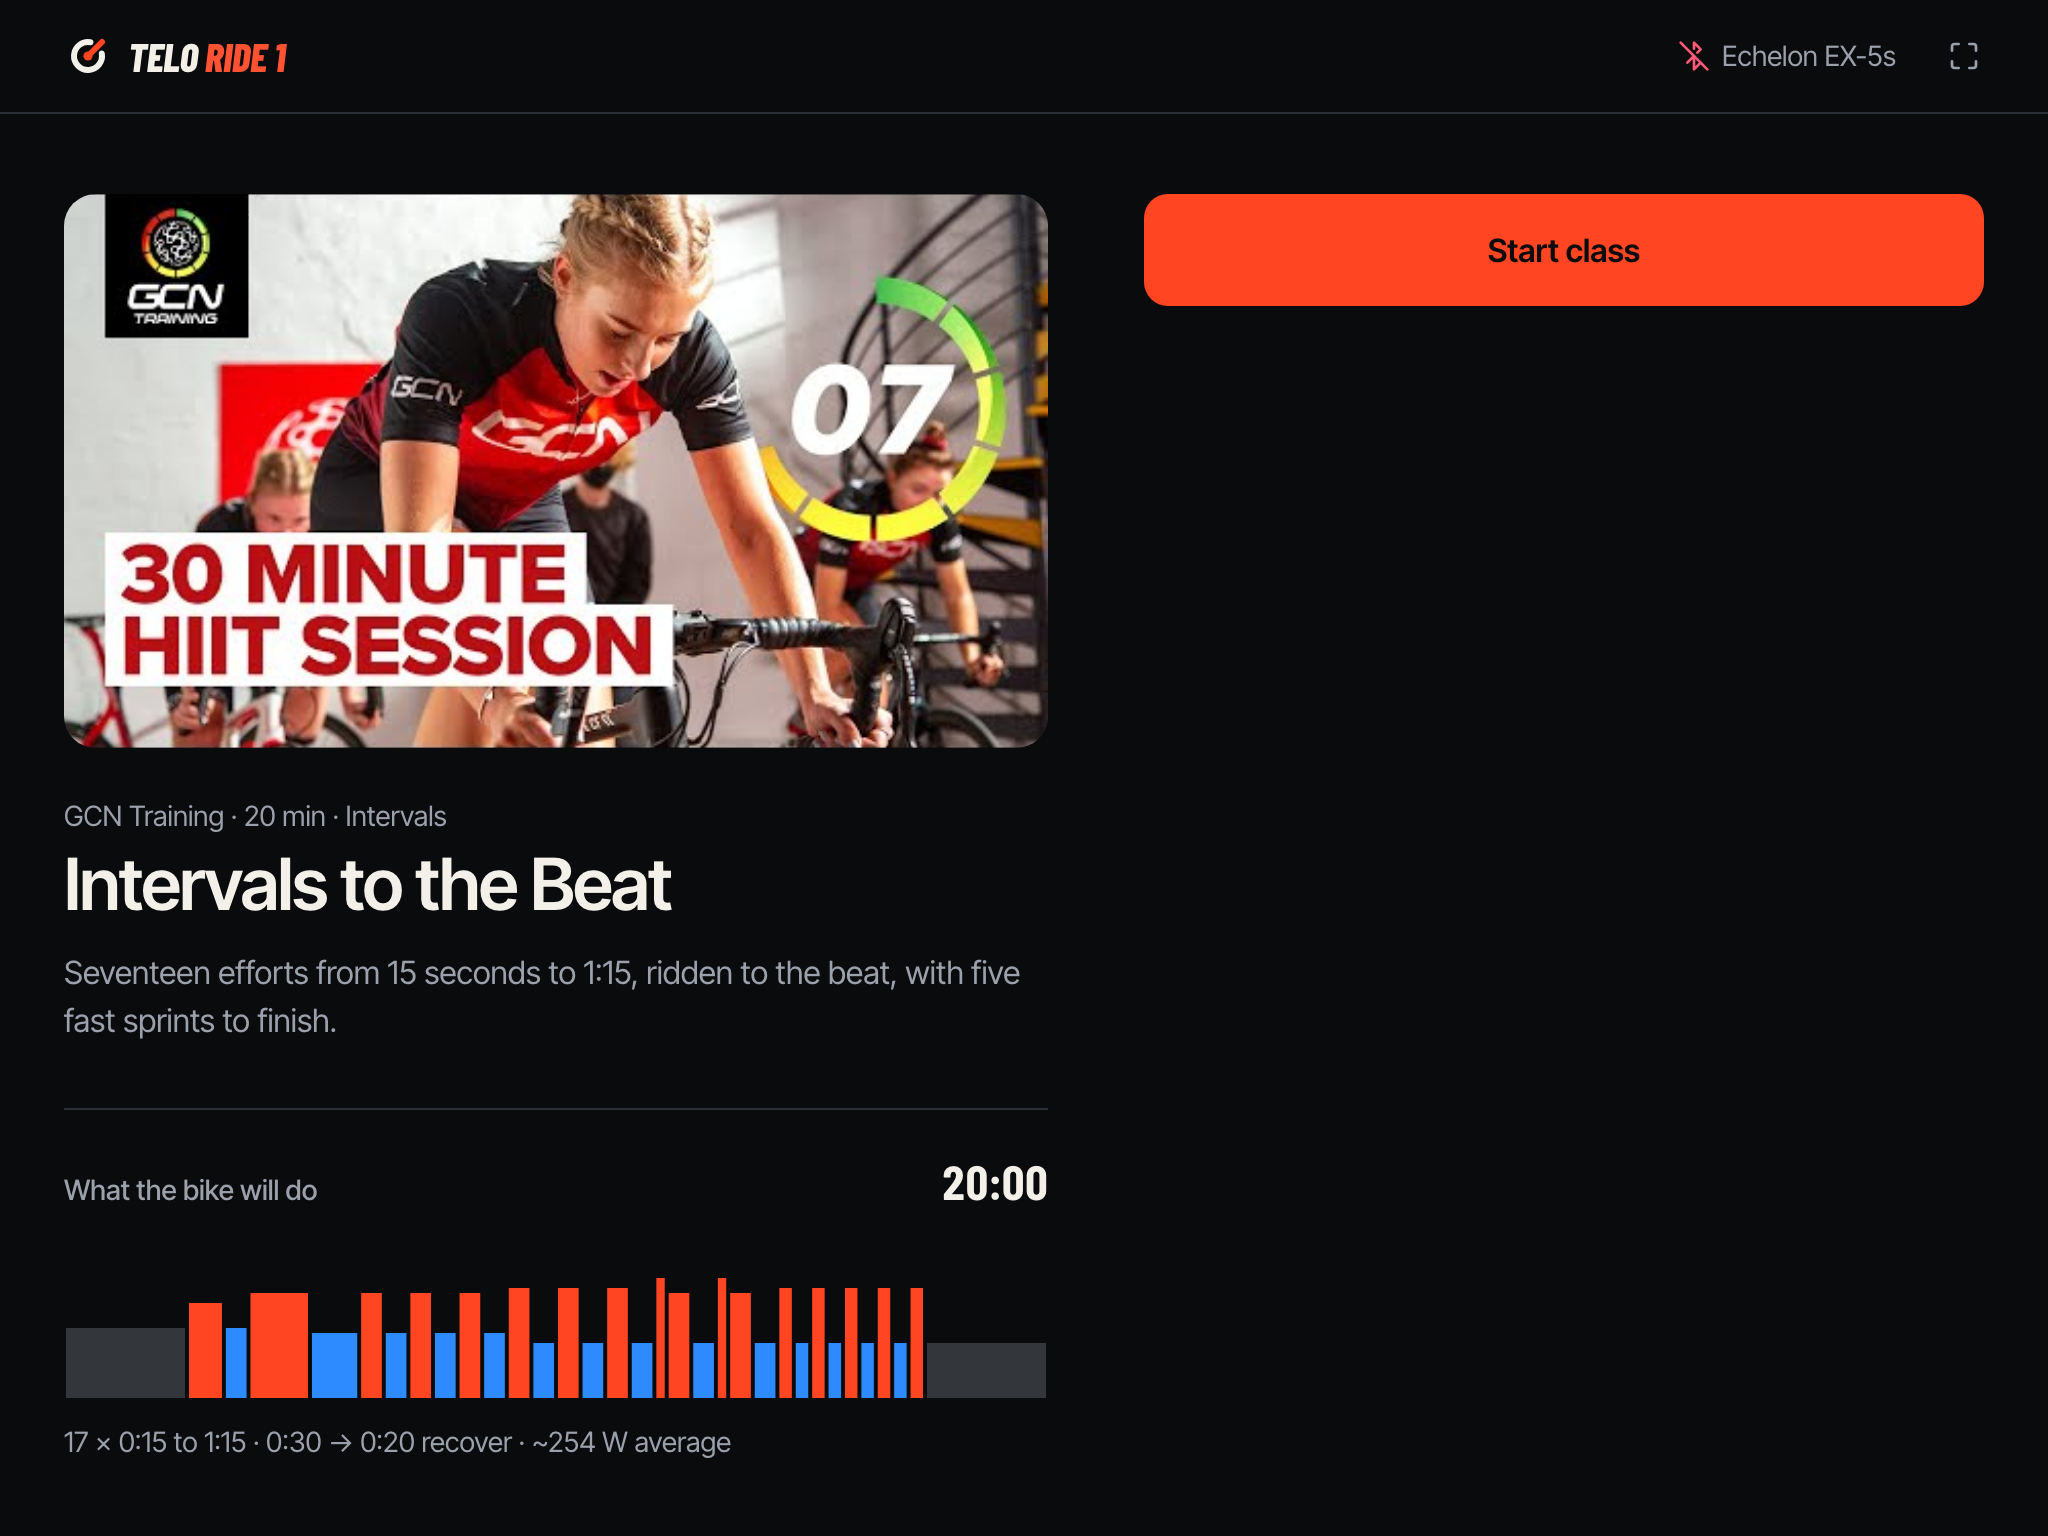 TELO RIDE 1
Echelon EX-5s
GCN
TRAINING
GCN
GCN
07
30 MINUTE
HIIT SESSION
Start class
GCN Training · 20 min · Intervals
Intervals to the Beat
Seventeen efforts from 15 seconds to 1:15, ridden to the beat, with five
fast sprints to finish.
What the bike will do
20:00
17 × 0:15 to 1:15 · 0:30 → 0:20 recover · ~254 W average